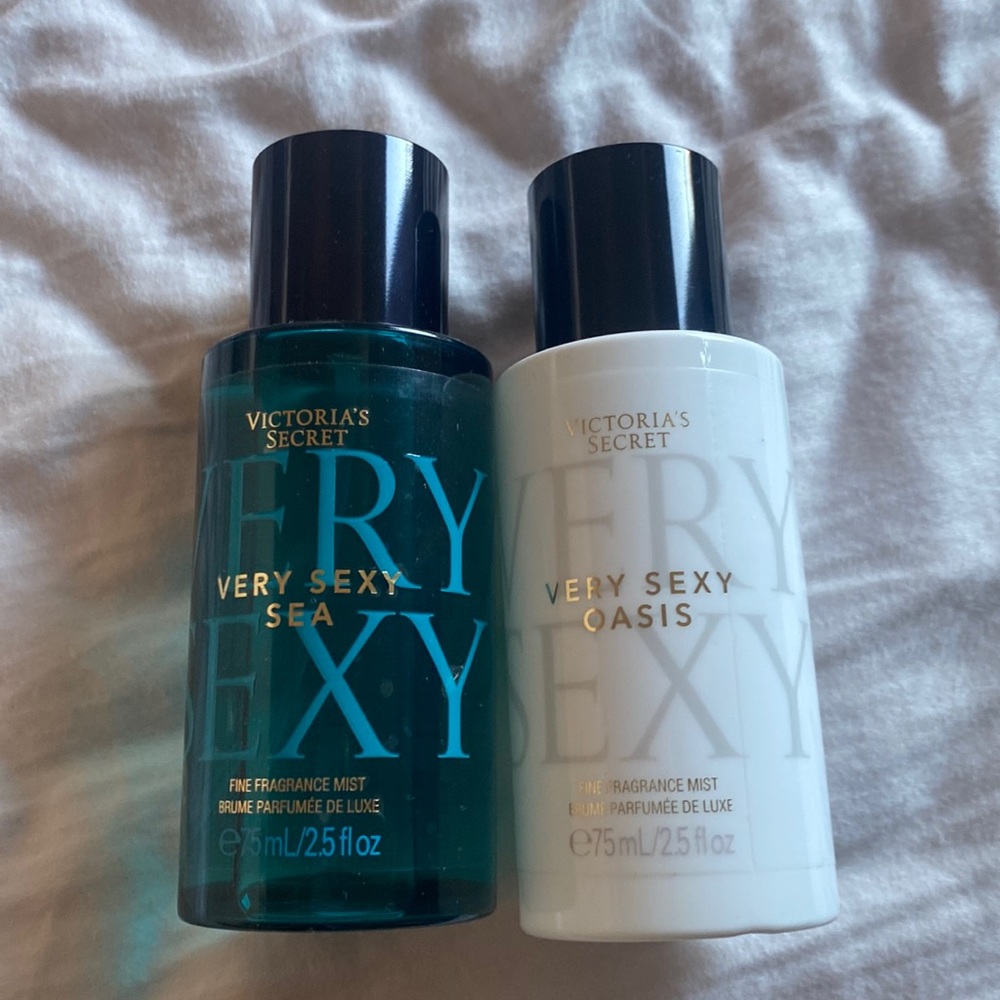 VICTORIA'S
SECRET
VERY
VERY SEXY
SEA
SEXY
FINE FRAGRANCE MIST
BRUME PARFUMÉE DE LUXE
℮75mL/2.5 fl oz
VICTORIA'S
SECRET
VERY
VERY SEXY
OASIS
SEXY
FINE FRAGRANCE MIST
BRUME PARFUMÉE DE LUXE
℮75mL/2.5 fl oz